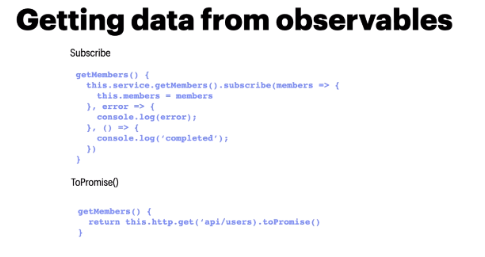 Getting data from observables
Subscribe
getMembers() {
this.service.getMembers().subscribe(members => {
this.members = members
}, error => {
console.log(error);
}, () => {
console.log(‘completed’);
})
}
ToPromise()
getMembers() {
return this.http.get(‘api/users).toPromise()
}